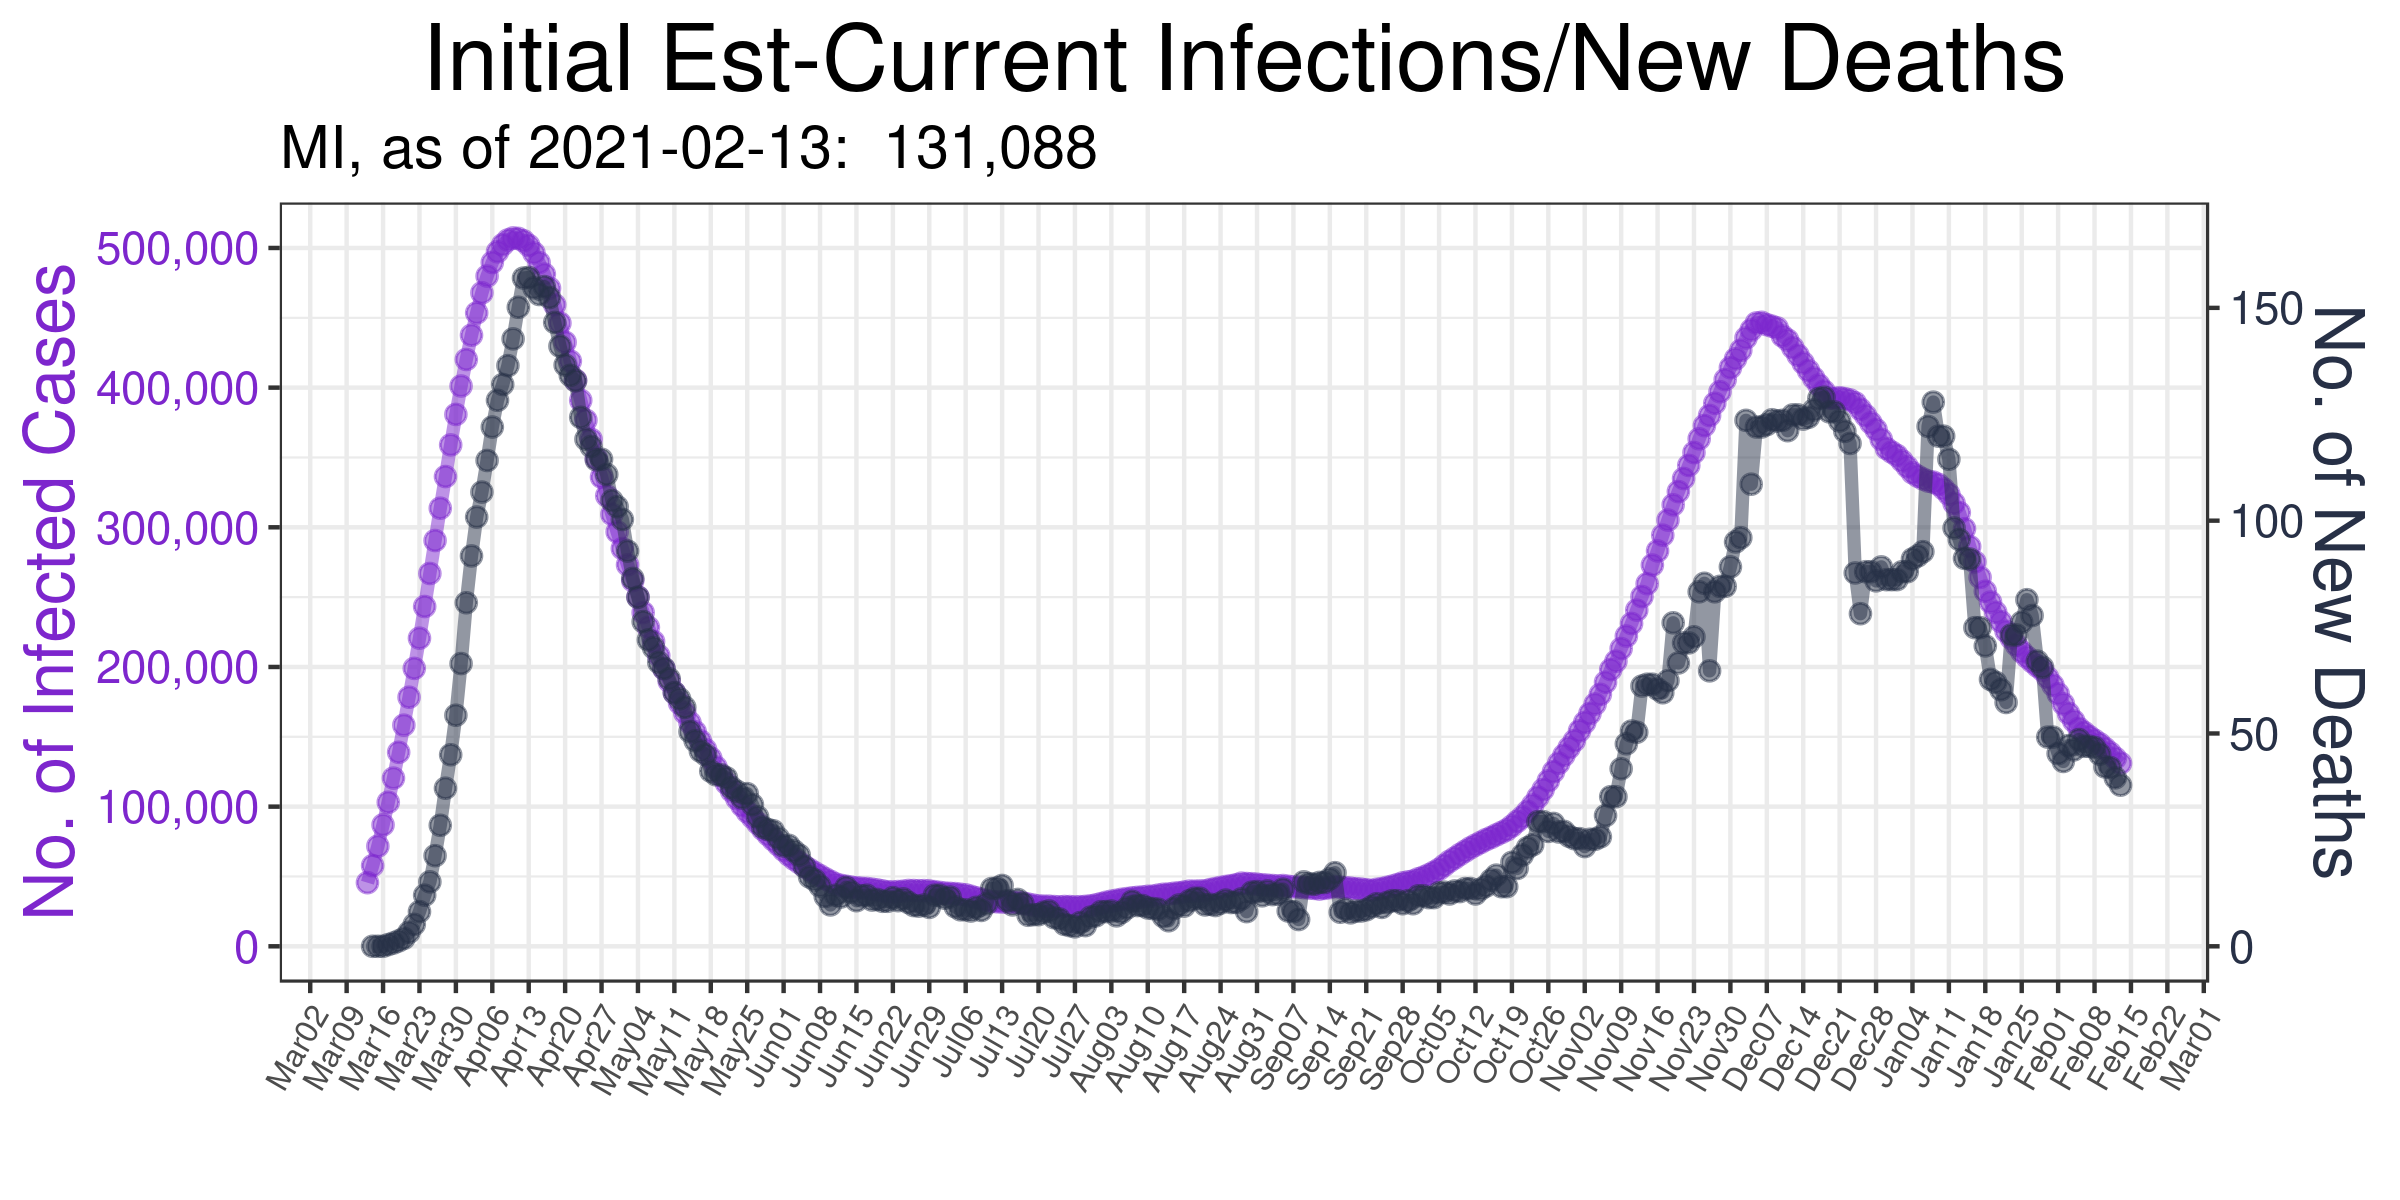 Initial Est-Current Infections/New Deaths
MI, as of 2021-02-13:  131,088
No. of Infected Cases
500,000
400,000
300,000
200,000
100,000
0
150
100
50
0
No. of New Deaths
Mar02
Mar09
Mar16
Mar23
Mar30
Apr06
Apr13
Apr20
Apr27
May04
May11
May18
May25
Jun01
Jun08
Jun15
Jun22
Jun29
Jul06
Jul13
Jul20
Jul27
Aug03
Aug10
Aug17
Aug24
Aug31
Sep07
Sep14
Sep21
Sep28
Oct05
Oct12
Oct19
Oct26
Nov02
Nov09
Nov16
Nov23
Nov30
Dec07
Dec14
Dec21
Dec28
Jan04
Jan11
Jan18
Jan25
Feb01
Feb08
Feb15
Feb22
Mar01